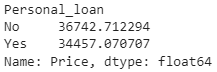 Personal_loan
No     36742.712294
Yes    34457.070707
Name: Price, dtype: float64